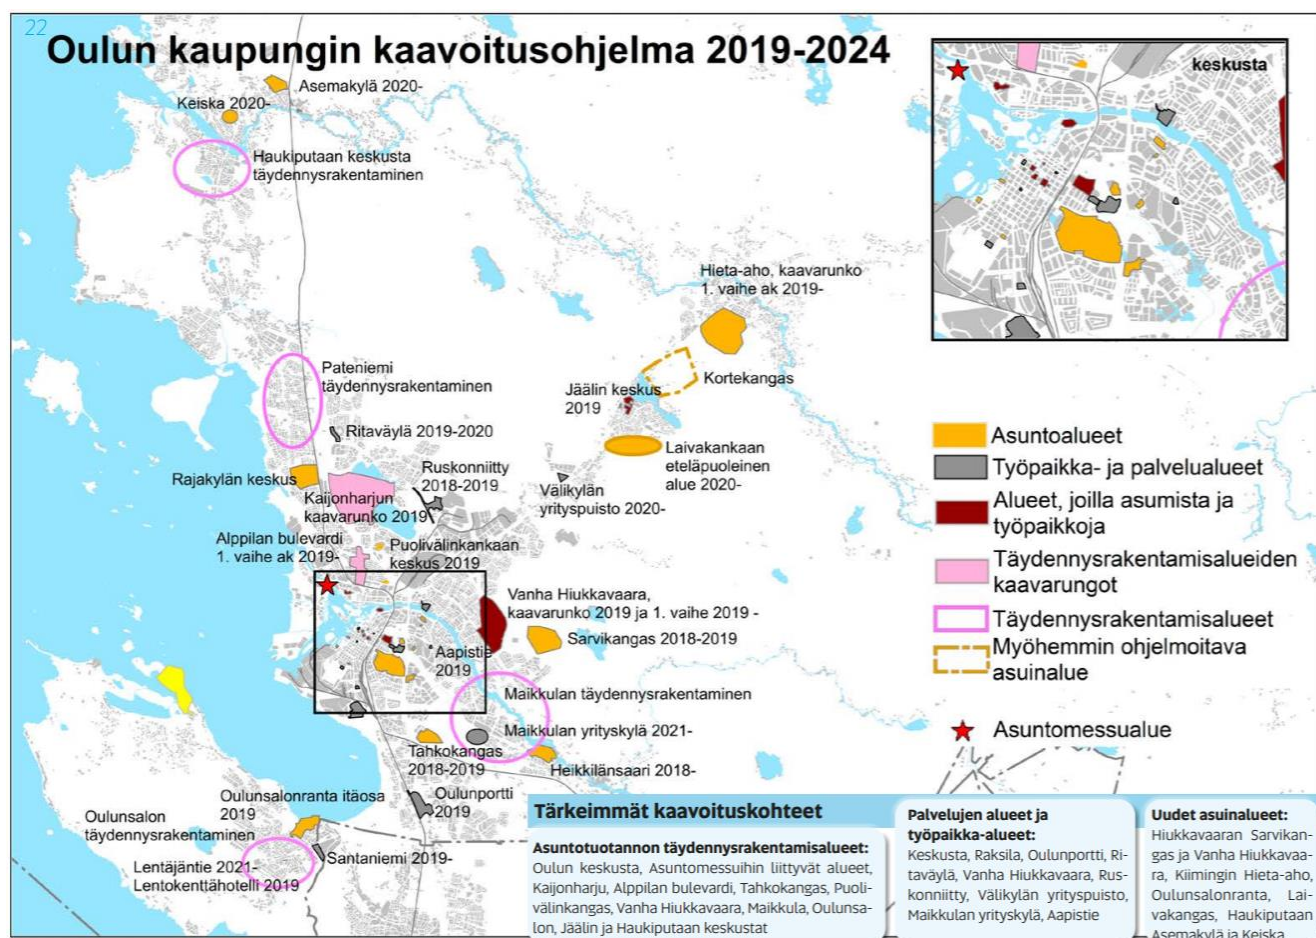 22
Oulun kaupungin kaavoitusohjelma 2019-2024
keskusta
Asemakylä 2020-
Keiska 2020-
Haukiputaan keskusta
täydennysrakentaminen
Hieta-aho, kaavarunko
1. vaihe ak 2019-
Kortekangas
Jäälin keskus
2019
Pateniemi
täydennysrakentaminen
Ritaväylä 2019-2020
Laivakankaan
eteläpuoleinen
alue 2020-
Rajakylän keskus
Ruskonniitty
2018-2019
Kaijonharjun
kaavarunko 2019
Välikylän
yrityspuisto 2020-
Alppilan bulevardi
1. vaihe ak 2019-
Puolivälinkankaan
keskus 2019
Vanha Hiukkavaara,
kaavarunko 2019 ja 1. vaihe 2019 -
Sarvikangas 2018-2019
Aapistie
2019
Maikkulan täydennysrakentaminen
Maikkulan yrityskylä 2021-
Tahkokangas
2018-2019
Heikkilänsaari 2018-
Oulunportti
2019
Oulunsalonranta itäosa
2019
Oulunsalon
täydennysrakentaminen
Santaniemi 2019-
Lentäjäntie 2021-
Lentokenttähotelli 2019
Asuntoalueet
Työpaikka- ja palvelualueet
Alueet, joilla asumista ja
työpaikkoja
Täydennysrakentamisalueiden
kaavarungot
Täydennysrakentamisalueet
Myöhemmin ohjelmoitava
asuinalue
Asuntomessualue
Tärkeimmät kaavoituskohteet
Asuntotuotannon täydennysrakentamisalueet:
Oulun keskusta, Asuntomessuihin liittyvät alueet,
Kaijonharju, Alppilan bulevardi, Tahkokangas, Puoli-
välinkangas, Vanha Hiukkavaara, Maikkula, Oulunsa-
lon, Jäälin ja Haukiputaan keskustat
Palvelujen alueet ja
työpaikka-alueet:
Keskusta, Raksila, Oulunportti, Ri-
taväylä, Vanha Hiukkavaara, Rus-
konniitty, Välikylän yrityspuisto,
Maikkulan yrityskylä, Aapistie
Uudet asuinalueet:
Hiukkavaaran Sarvikan-
gas ja Vanha Hiukkavaa-
ra, Kiimingin Hieta-aho,
Oulunsalonranta, Lai-
vakangas, Haukiputaan
Asemakylä ja Keiska